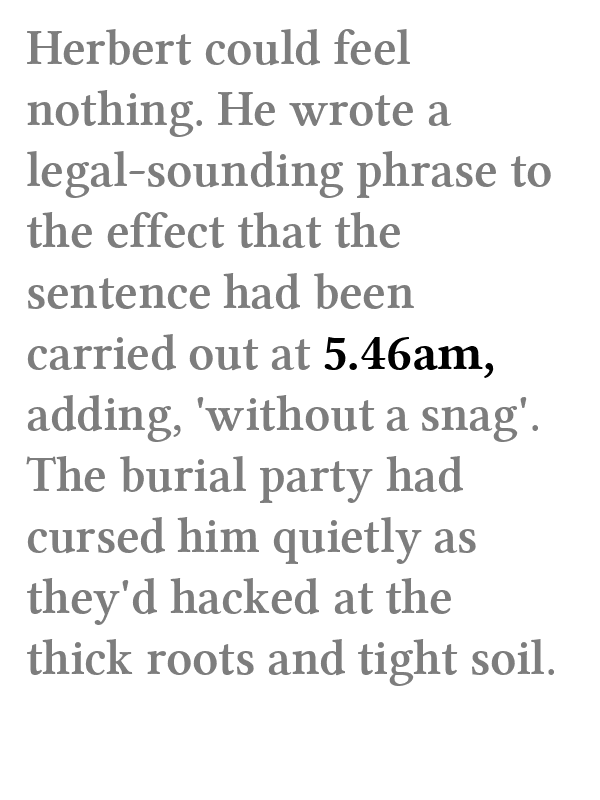 Herbert could feel
nothing. He wrote a
legal-sounding phrase to
the effect that the
sentence had been
carried out at 5.46am,
adding, 'without a snag'.
The burial party had
cursed him quietly as
they'd hacked at the
thick roots and tight soil.